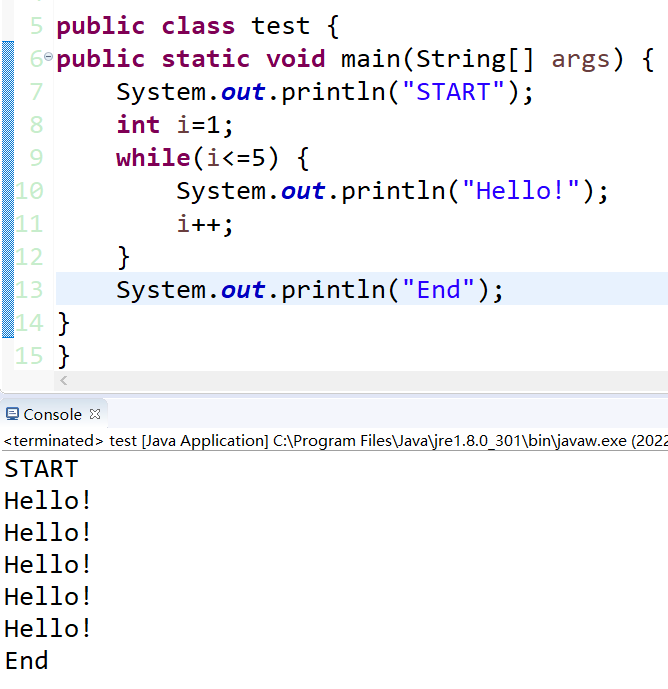 5 public class test {
6 public static void main(String[] args) {
7 System.out.println("START");
8 int i=1;
9 while(i<=5) {
10 System.out.println("Hello!");
11 i++;
12 }
13 System.out.println("End");
14 }
15 }
Console
<terminated> test [Java Application] C:\Program Files\Java\jre1.8.0_301\bin\javaw.exe (2022
START
Hello!
Hello!
Hello!
Hello!
Hello!
End